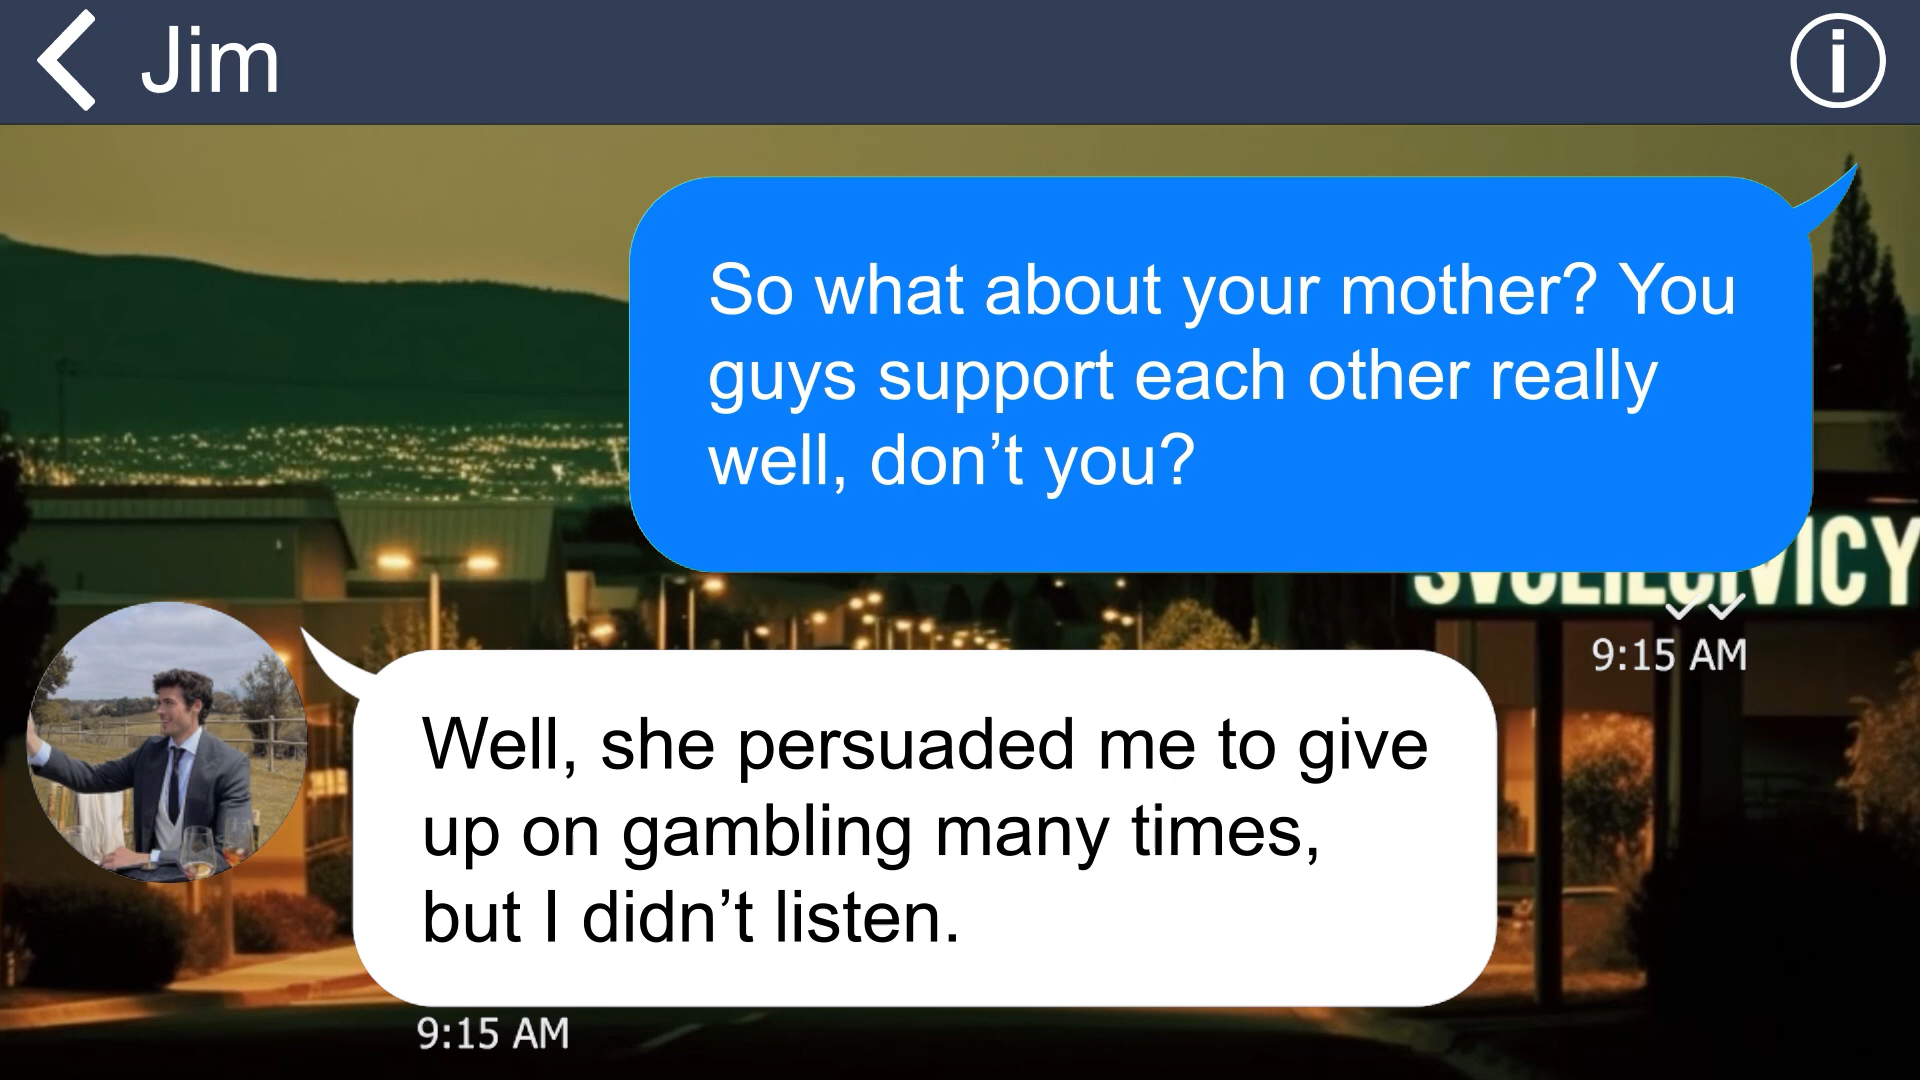 Jim
So what about your mother? You
guys support each other really
well, don’t you?
9:15 AM
Well, she persuaded me to give
up on gambling many times,
but I didn’t listen.
9:15 AM